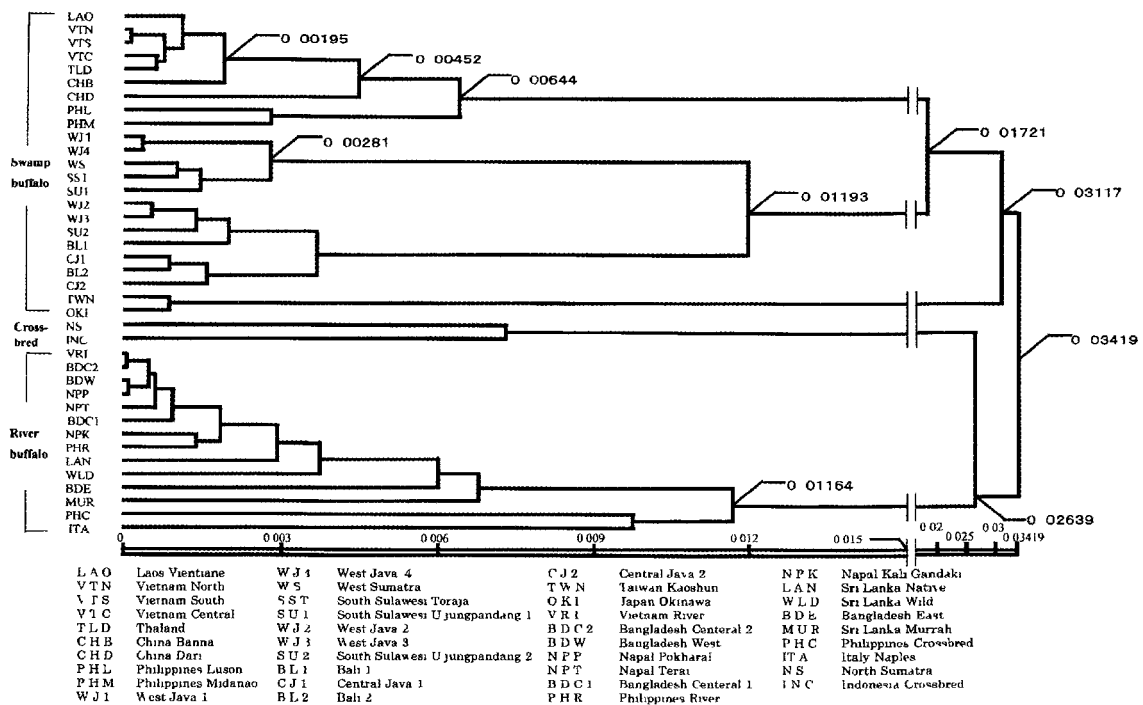 LAO
VTN
VTS
VTC
TLD
CHB
CHD
PHL
PHM
WJ1
WJ4
WS
SS1
SU1
WJ2
WJ3
SU2
BL1
CJ1
BL2
CJ2
TWN
OKI
NS
INC
VRI
BDC2
BDW
NPP
NPT
BDC1
NPK
PHR
LAN
WLD
BDE
MUR
PHC
ITA
Swamp
buffalo
Cross-
bred
River
buffalo
0 00195
0 00452
0 00644
0 00281
0 01721
0 01193
0 03117
0 03419
0 01164
0 02639
0 0 003 0 006 0 009 0 012 0 015 0 02 0 025 0 03 0 03419
LAO Laos Vientiane WJ4 West Java 4 CJ2 Central Java 2 NPK Napal Kali Gandaki
VTN Vietnam North WS West Sumatra TWN Taiwan Kaoshun LAN Sri Lanka Native
VTS Vietnam South SST South Sulawesi Toraja OKI Japan Okinawa WLD Sri Lanka Wild
VTC Vietnam Central SU1 South Sulawesi Ujungpandang 1 VRI Vietnam River BDE Bangladesh East
TLD Thaland WJ2 West Java 2 BDC2 Bangladesh Centeral 2 MUR Sri Lanka Murrah
CHB China Banna WJ3 West Java 3 BDW Bangladesh West PHC Philippines Crossbred
CHD China Dari SU2 South Sulawesi Ujungpandang 2 NPP Napal Pokharal ITA Italy Naples
PHL Philippines Luson BL1 Bali 1 NPT Napal Terai NS North Sumatra
PHM Philippines Midanao CJ1 Central Java 1 BDC1 Bangladesh Centeral 1 INC Indonesia Crossbred
WJ1 West Java 1 BL2 Bali 2 PHR Philippines River